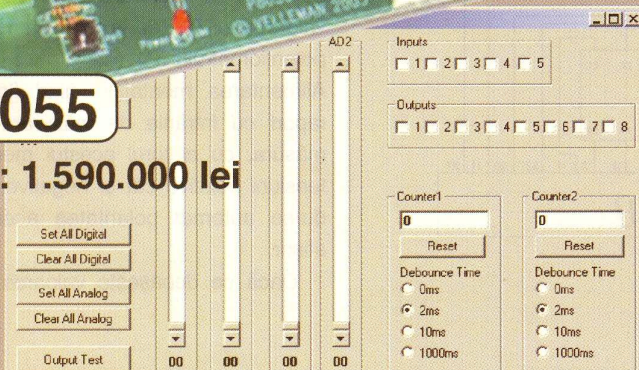 © VELLEMAN 2003
AD2
Inputs
1 2 3 4 5
Outputs
1 2 3 4 5 6 7 8
055
: 1.590.000 lei
Counter1
0
Reset
Debounce Time
0ms
2ms
10ms
1000ms
Counter2
0
Reset
Debounce Time
0ms
2ms
10ms
1000ms
Set All Digital
Clear All Digital
Set All Analog
Clear All Analog
Output Test
00 00 00 00